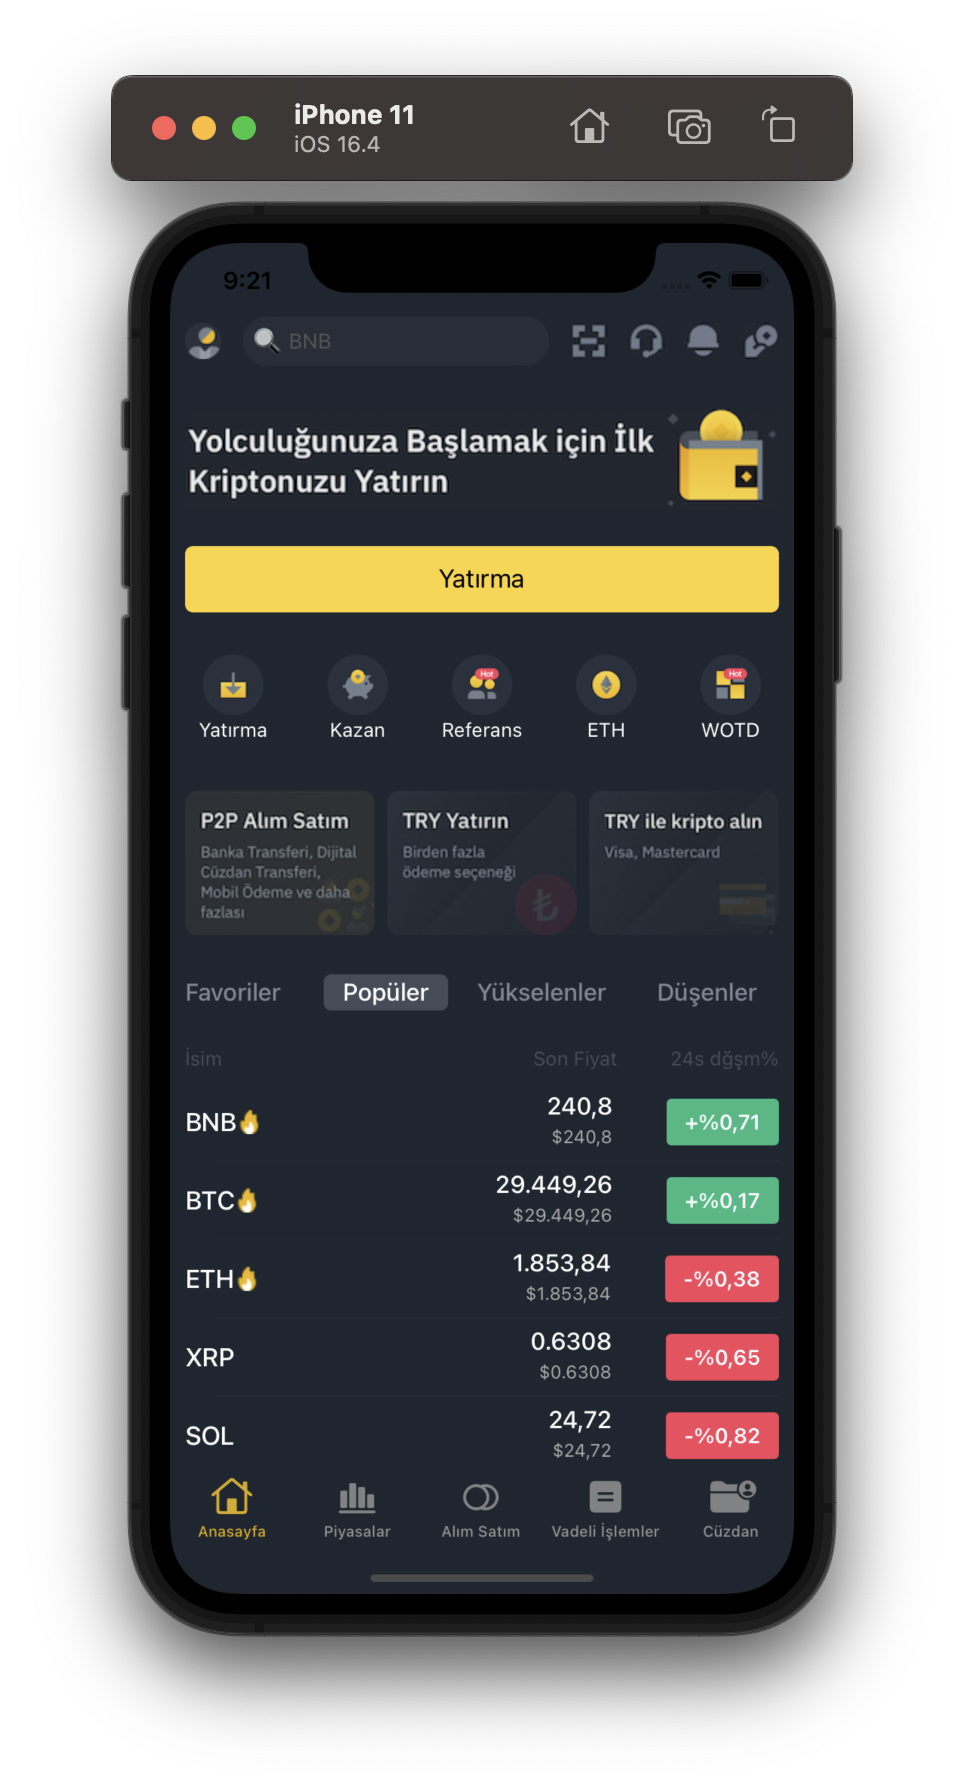 iPhone 11
iOS 16.4
9:21
BNB
Yolculuğunuza Başlamak için İlk
Kriptonuzu Yatırın
Yatırma
Hot
Hot
Yatırma Kazan Referans ETH WOTD
P2P Alım Satım
Banka Transferi, Dijital
Cüzdan Transferi,
Mobil Ödeme ve daha
fazlası
TRY Yatırın
Birden fazla
ödeme seçeneği
₺
TRY ile kripto alın
Visa, Mastercard
Favoriler Popüler Yükselenler Düşenler
İsim Son Fiyat 24s dğşm%
BNB🔥 240,8 +%0,71
$240,8
BTC🔥 29.449,26 +%0,17
$29.449,26
ETH🔥 1.853,84 -%0,38
$1.853,84
XRP 0.6308 -%0,65
$0.6308
SOL 24,72 -%0,82
$24,72
Anasayfa Piyasalar Alım Satım Vadeli İşlemler Cüzdan